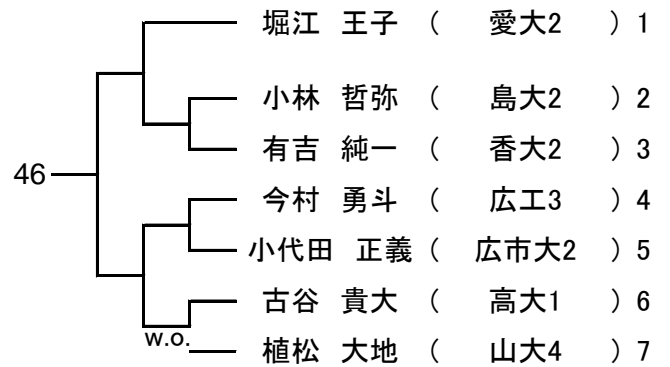 堀江 王子 ( 愛大2 ) 1
小林 哲弥 ( 島大2 ) 2
有吉 純一 ( 香大2 ) 3
46
今村 勇斗 ( 広工3 ) 4
小代田 正義 ( 広市大2 ) 5
古谷 貴大 ( 高大1 ) 6
w.o.
植松 大地 ( 山大4 ) 7